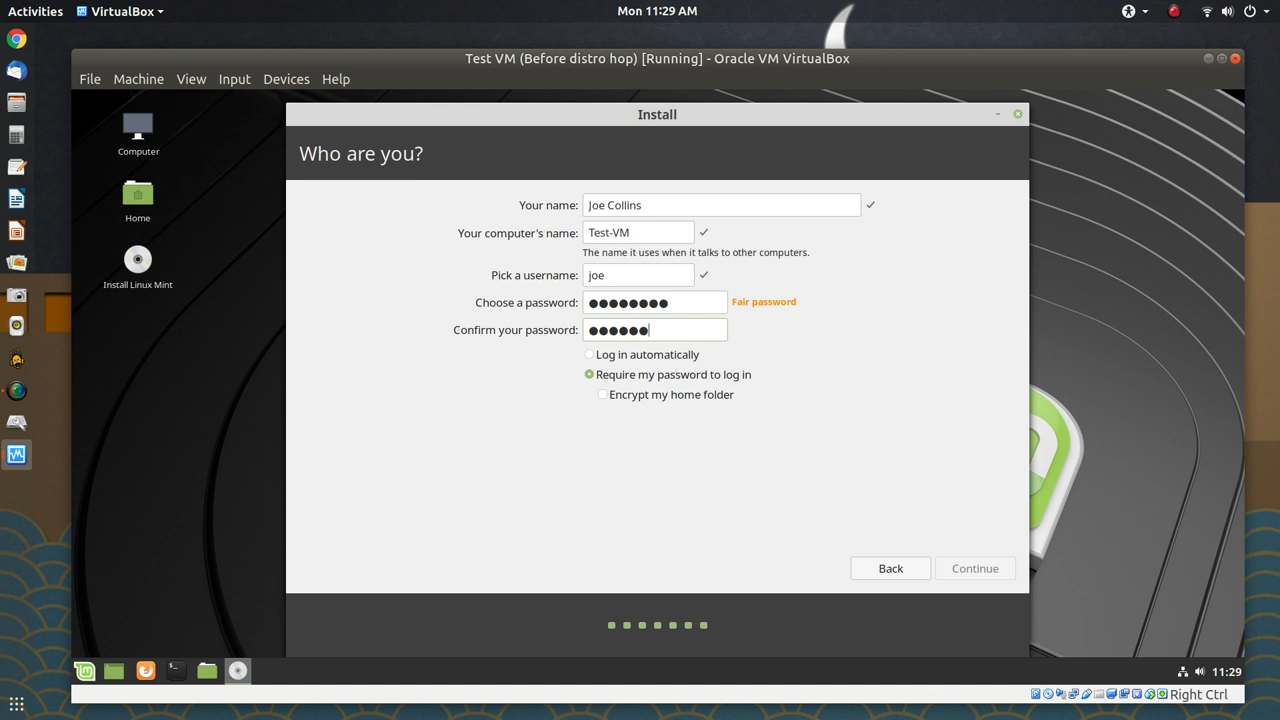 Activities VirtualBox Mon 11:29 AM
Test VM (Before distro hop) [Running] - Oracle VM VirtualBox
File Machine View Input Devices Help
Install
Computer
Home
Install Linux Mint
Who are you?
Your name: Joe Collins
Your computer's name: Test-VM
The name it uses when it talks to other computers.
Pick a username: joe
Choose a password: ●●●●●●●● Fair password
Confirm your password: ●●●●●●
Log in automatically
Require my password to log in
Encrypt my home folder
Back Continue
11:29
Right Ctrl